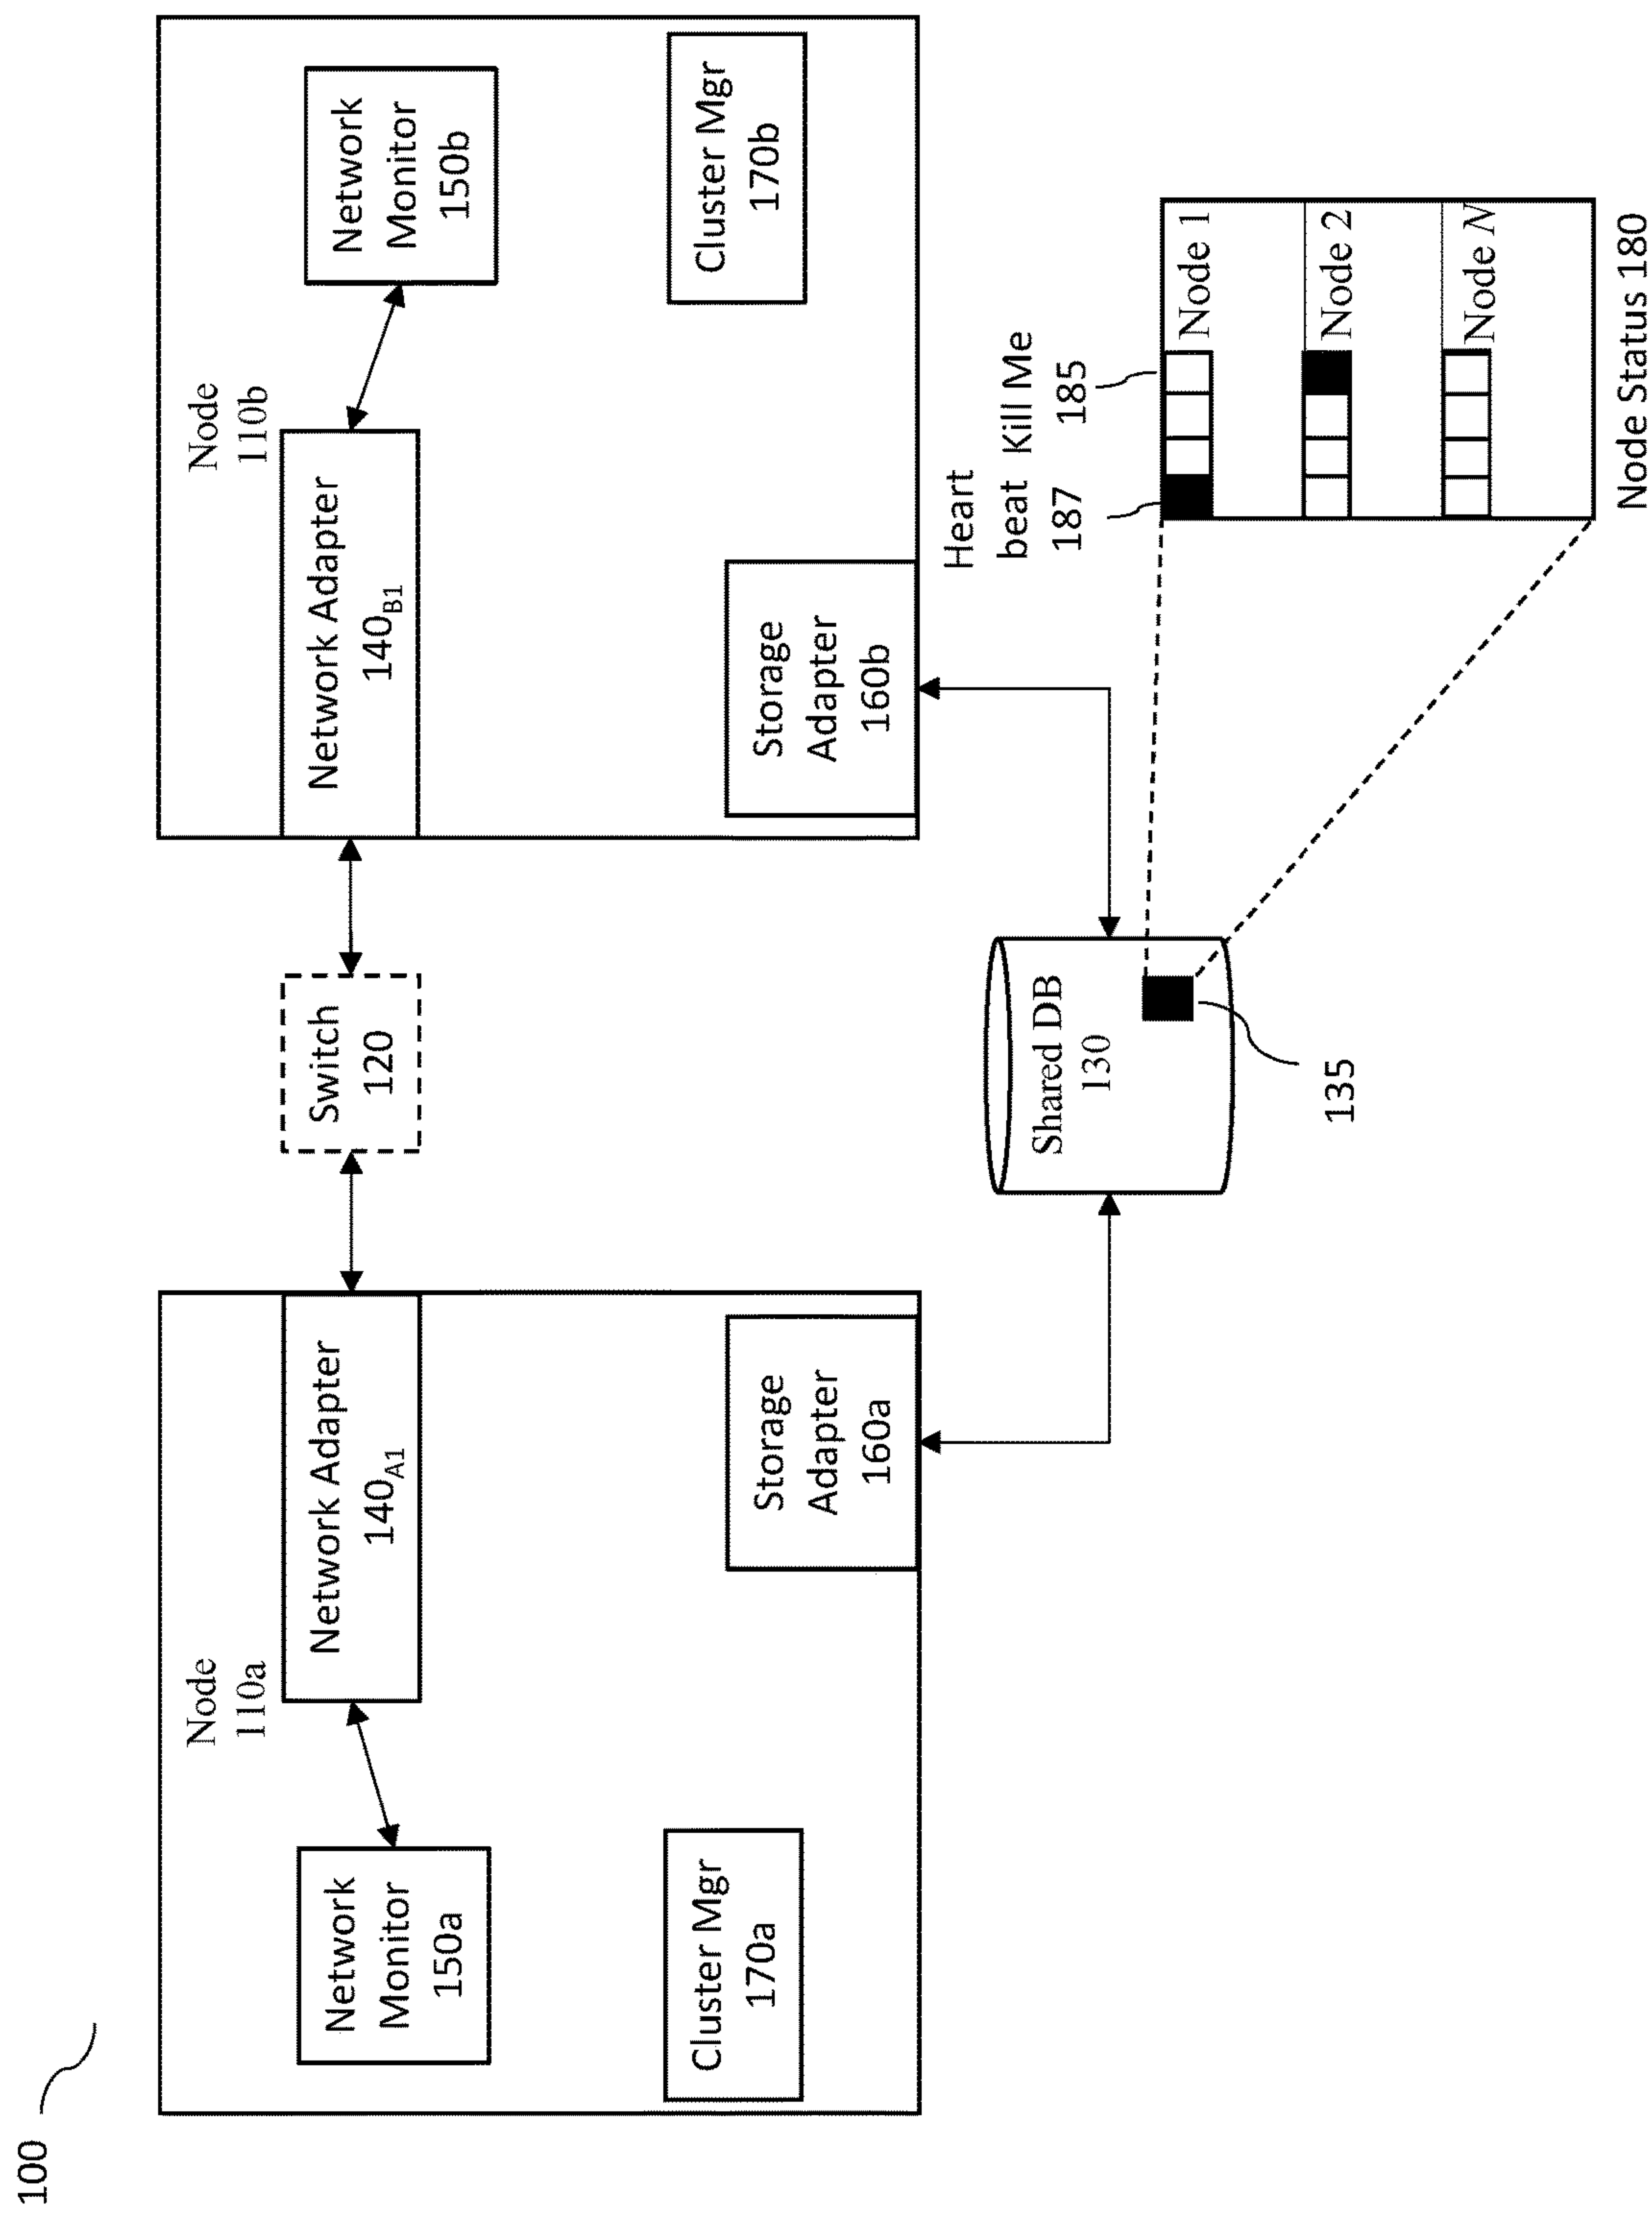 100
Node
110a
Network
Monitor
150a
Network Adapter
140A1
Cluster Mgr
170a
Storage
Adapter
160a
Switch
120
Node
110b
Network Adapter
140B1
Network
Monitor
150b
Storage
Adapter
160b
Cluster Mgr
170b
Shared DB
130
135
Heart
beat
187
Kill Me
185
Node 1
Node 2
Node N
Node Status 180